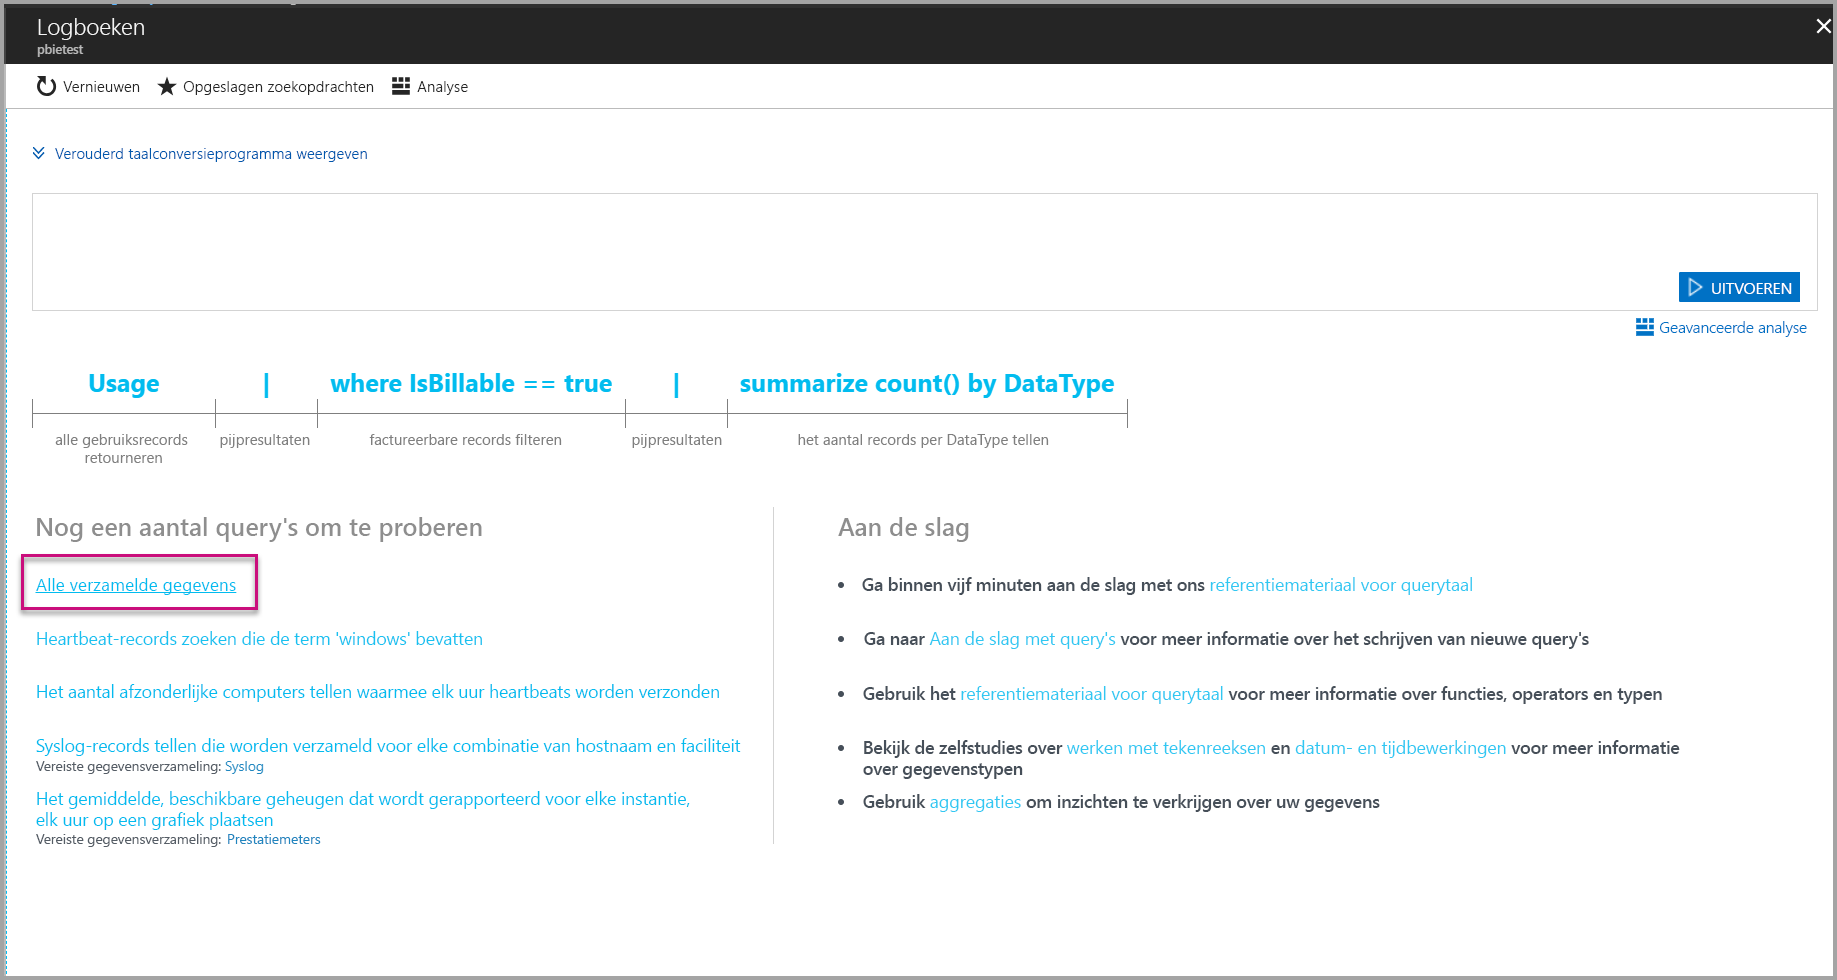 Logboeken
pbietest
Vernieuwen Opgeslagen zoekopdrachten Analyse
Verouderd taalconversieprogramma weergeven
UITVOEREN
Geavanceerde analyse
Usage | where IsBillable == true | summarize count() by DataType
alle gebruiksrecords pijpresultaten factureerbare records filteren pijpresultaten het aantal records per DataType tellen
retourneren
Nog een aantal query's om te proberen
Alle verzamelde gegevens
Heartbeat-records zoeken die de term 'windows' bevatten
Het aantal afzonderlijke computers tellen waarmee elk uur heartbeats worden verzonden
Syslog-records tellen die worden verzameld voor elke combinatie van hostnaam en faciliteit
Vereiste gegevensverzameling: Syslog
Het gemiddelde, beschikbare geheugen dat wordt gerapporteerd voor elke instantie,
elk uur op een grafiek plaatsen
Vereiste gegevensverzameling: Prestatiemeters
Aan de slag
• Ga binnen vijf minuten aan de slag met ons referentiemateriaal voor querytaal
• Ga naar Aan de slag met query's voor meer informatie over het schrijven van nieuwe query's
• Gebruik het referentiemateriaal voor querytaal voor meer informatie over functies, operators en typen
• Bekijk de zelfstudies over werken met tekenreeksen en datum- en tijdbewerkingen voor meer informatie
over gegevenstypen
• Gebruik aggregaties om inzichten te verkrijgen over uw gegevens